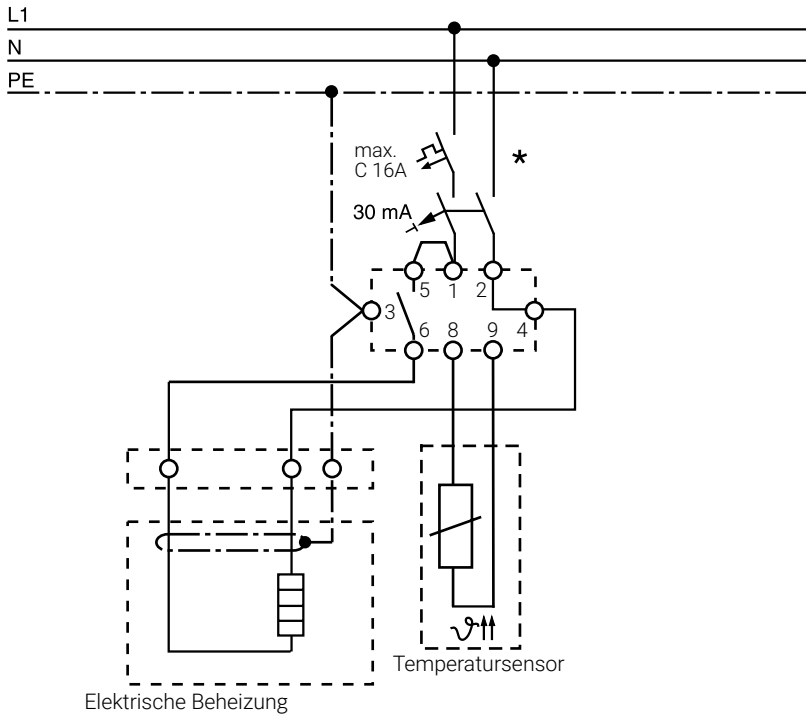 L1
N
PE
max.
C 16A
*
30 mA
5 1 2
3 4
6 8 9
ϑ
Temperatursensor
Elektrische Beheizung